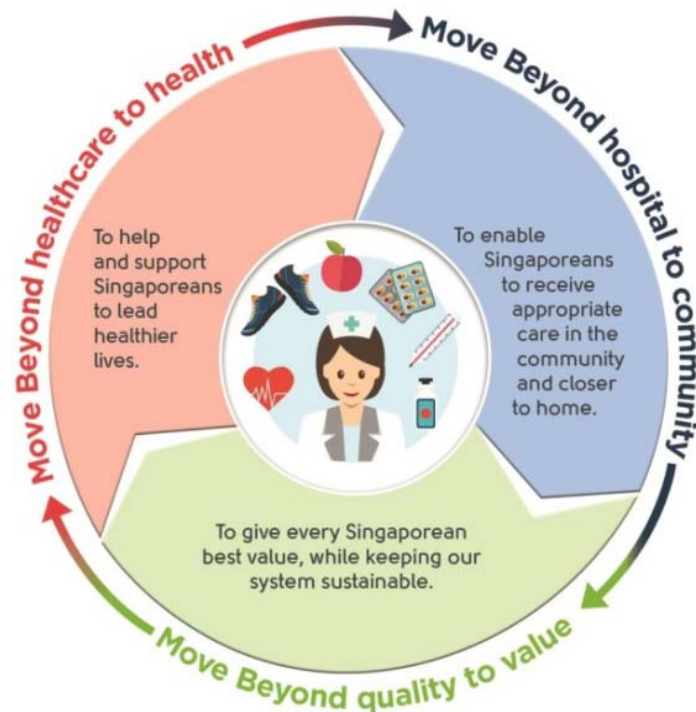 Move Beyond healthcare to health
To help
and support
Singaporeans
to lead
healthier
lives.
Move Beyond hospital to community
To enable
Singaporeans
to receive
appropriate
care in the
community
and closer
to home.
Move Beyond quality to value
To give every Singaporean
best value, while keeping our
system sustainable.